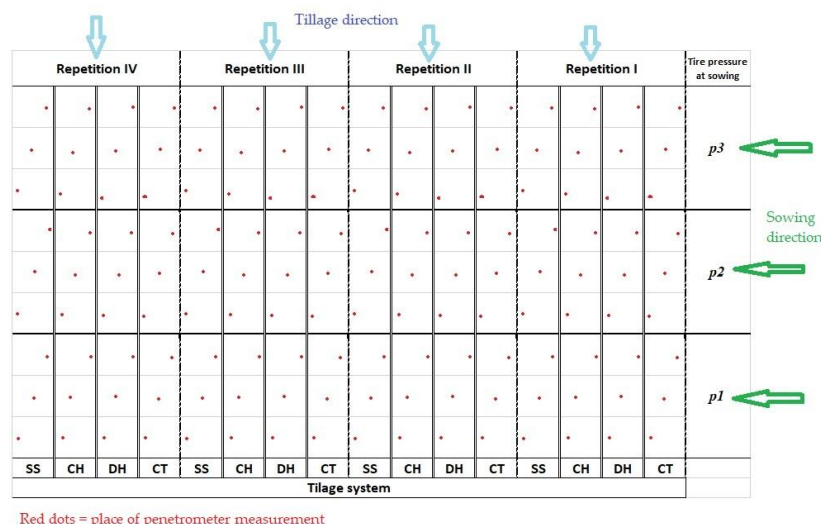 Tillage direction
Repetition IV Repetition III Repetition II Repetition I Tire pressure
at sowing
p3
Sowing
direction
p2
p1
SS CH DH CT SS CH DH CT SS CH DH CT SS CH DH CT
Tilage system
Red dots = place of penetrometer measurement